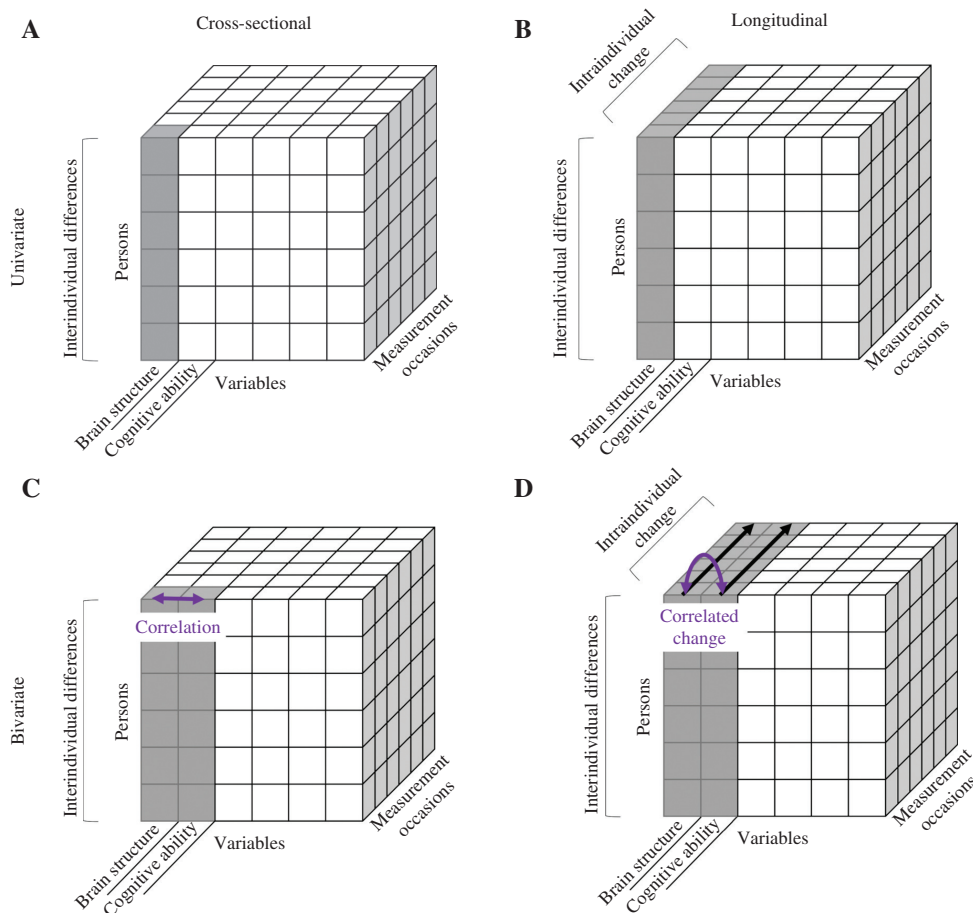 A
Cross-sectional
Univariate
Interindividual differences
Persons
Brain structure
Cognitive ability
Variables
Measurement
occasions
B
Longitudinal
Intraindividual
change
Interindividual differences
Persons
Brain structure
Cognitive ability
Variables
Measurement
occasions
C
Bivariate
Interindividual differences
Persons
Correlation
Brain structure
Cognitive ability
Variables
Measurement
occasions
D
Intraindividual
change
Interindividual differences
Persons
Correlated
change
Brain structure
Cognitive ability
Variables
Measurement
occasions